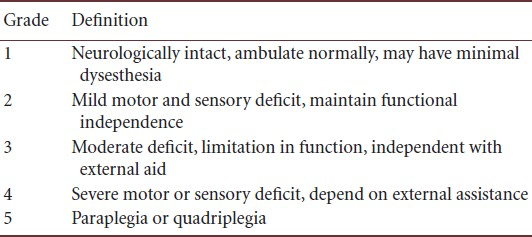 Grade Definition
1 Neurologically intact, ambulate normally, may have minimal
dysesthesia
2 Mild motor and sensory deficit, maintain functional
independence
3 Moderate deficit, limitation in function, independent with
external aid
4 Severe motor or sensory deficit, depend on external assistance
5 Paraplegia or quadriplegia